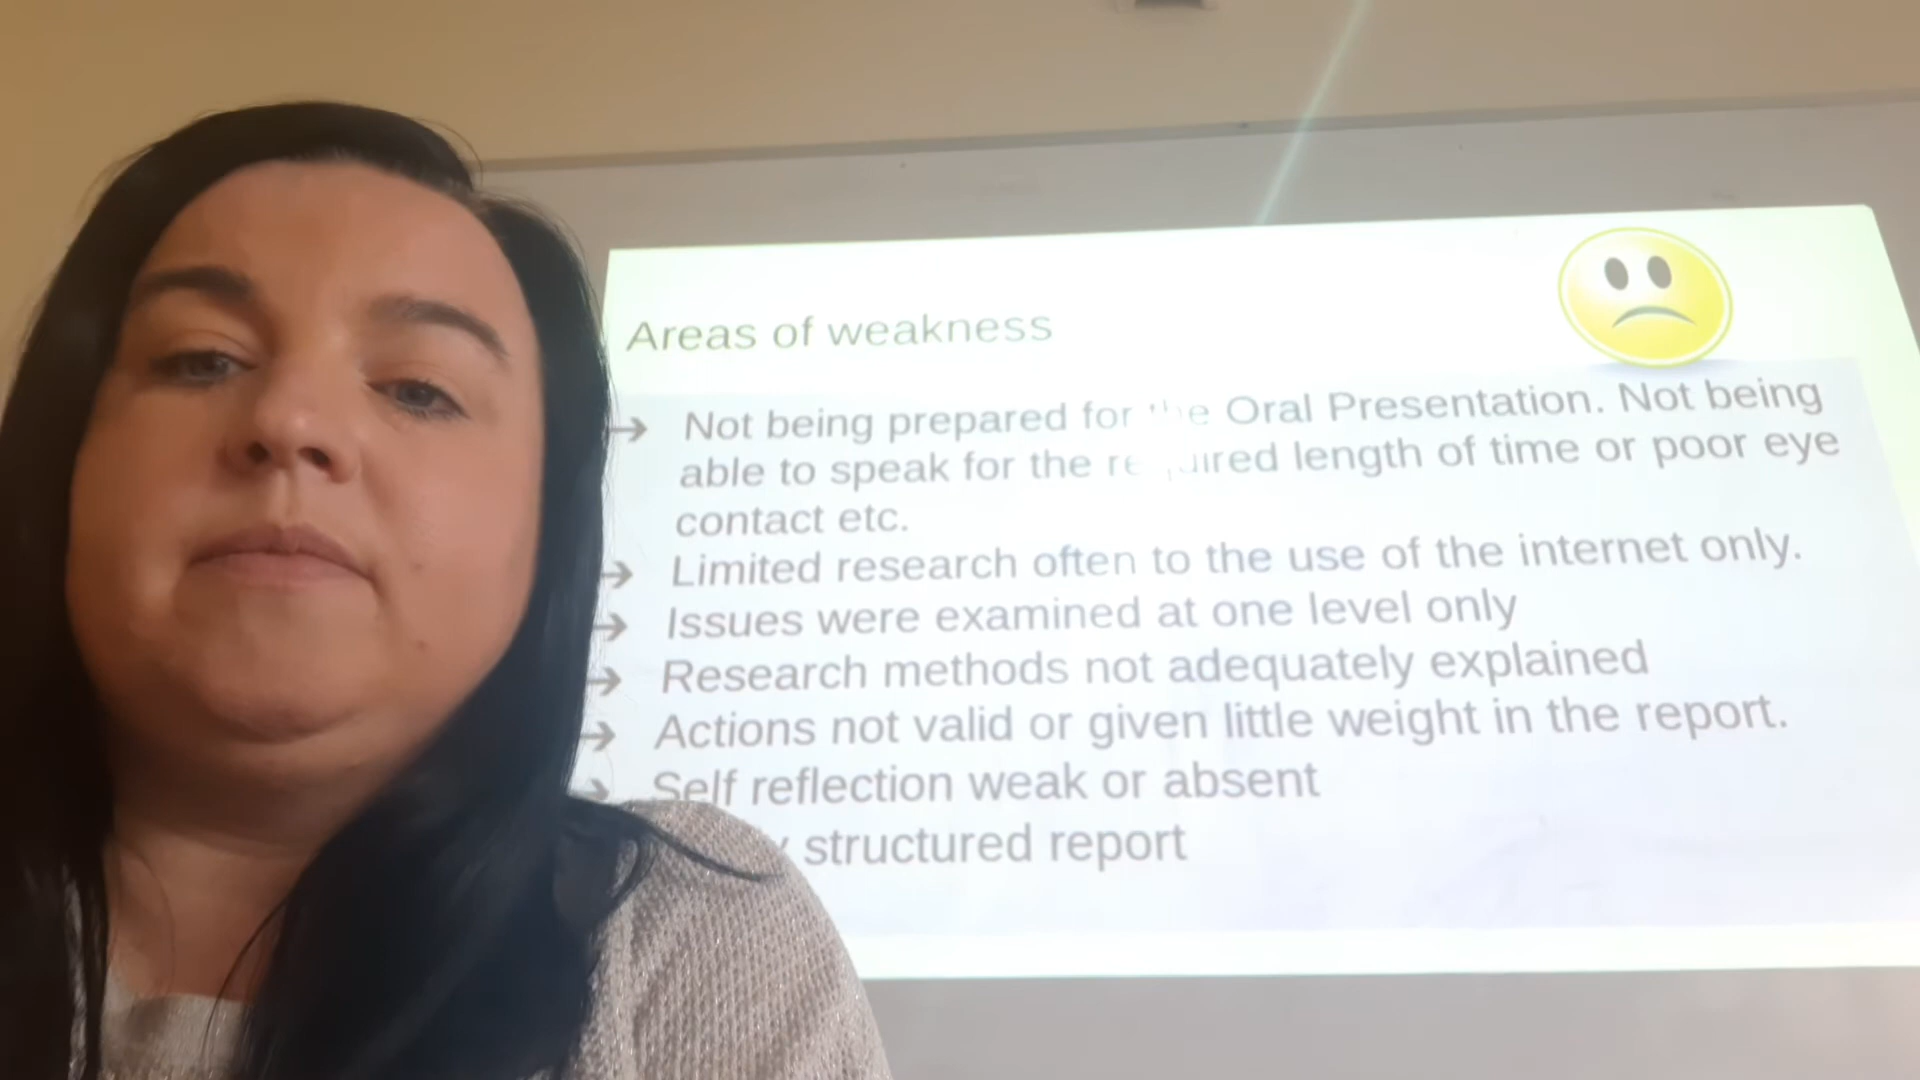 Areas of weakness
→ Not being prepared for the Oral Presentation. Not being
able to speak for the required length of time or poor eye
contact etc.
→ Limited research often to the use of the internet only.
→ Issues were examined at one level only
→ Research methods not adequately explained
→ Actions not valid or given little weight in the report.
→ Self reflection weak or absent
structured report